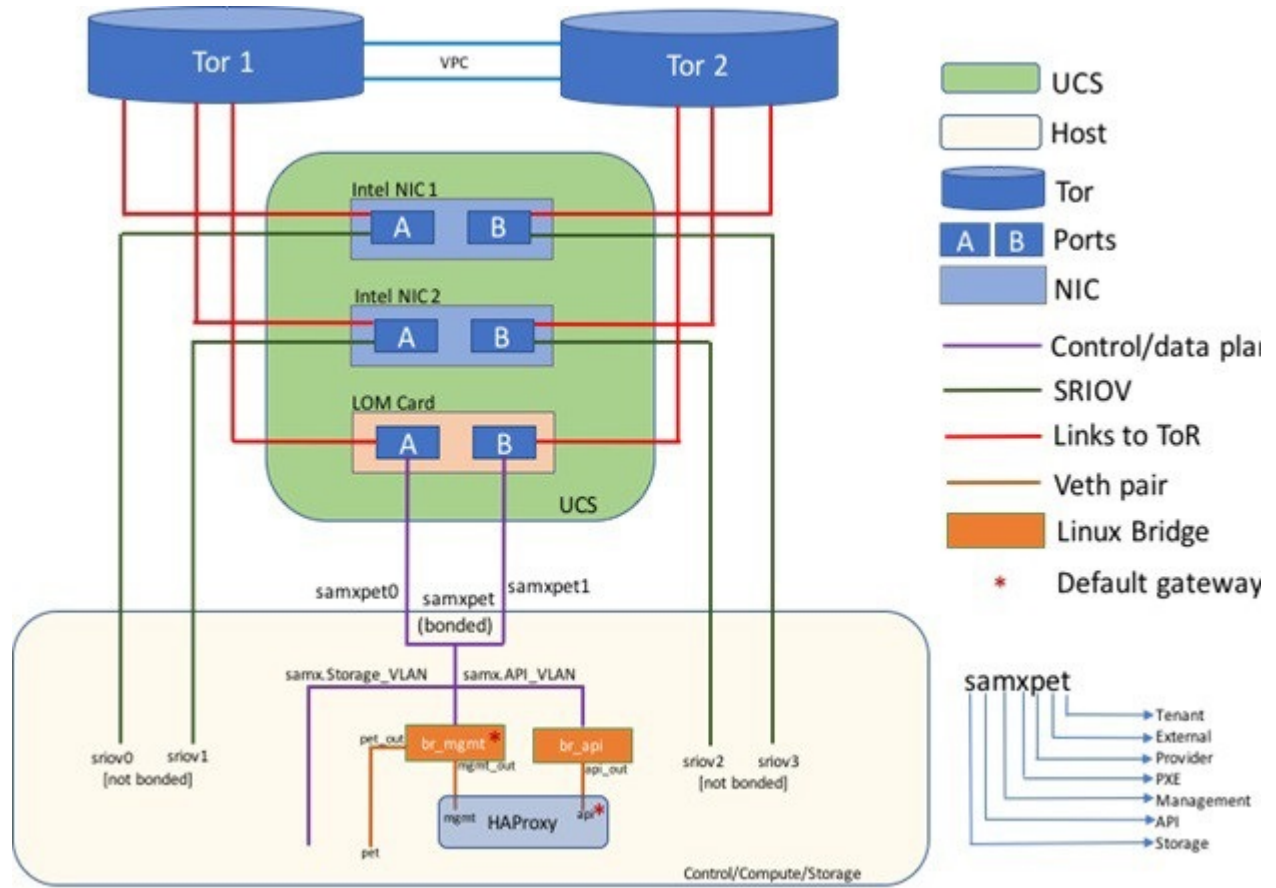 Tor 1
VPC
Tor 2
Intel NIC 1
A
B
Intel NIC 2
A
B
LOM Card
A
B
UCS
samxpet0
samxpet
(bonded)
samxpet1
samx.Storage_VLAN
samx.API_VLAN
pet_out
br_mgmt*
br_api
mgmt_out
api_out
sriov0
sriov1
[not bonded]
sriov2
sriov3
[not bonded]
mgmt
HAProxy
api*
pet
Control/Compute/Storage
UCS
Host
Tor
A B Ports
NIC
Control/data plan
SRIOV
Links to ToR
Veth pair
Linux Bridge
* Default gateway
samxpet
Tenant
External
Provider
PXE
Management
API
Storage